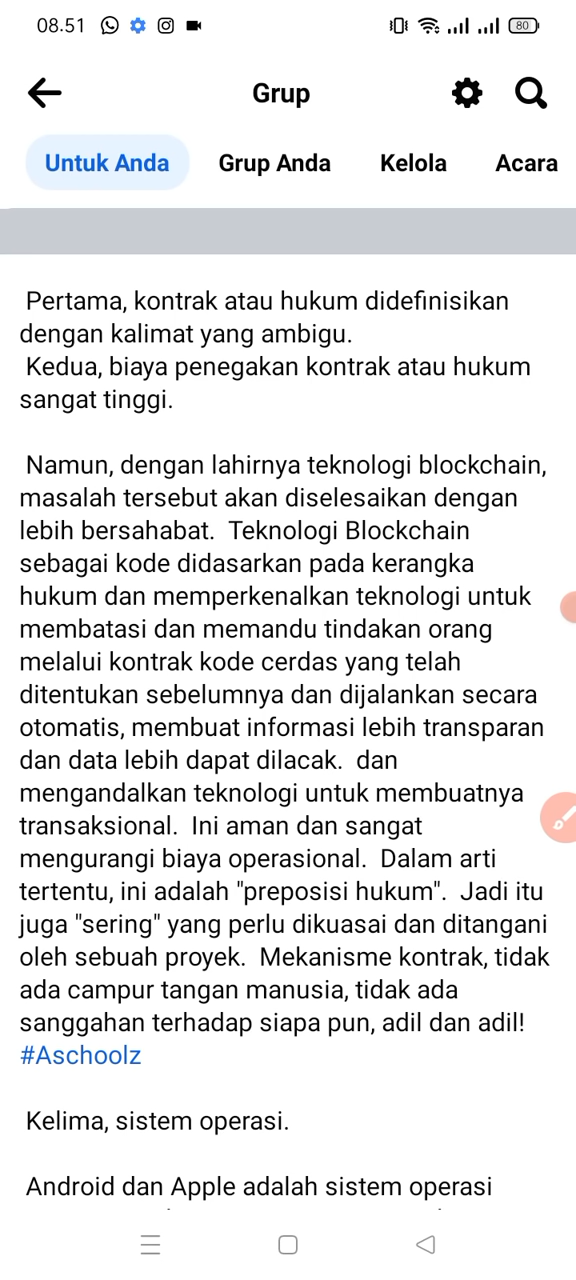 08.51
80
Grup
Untuk Anda Grup Anda Kelola Acara
Pertama, kontrak atau hukum didefinisikan
dengan kalimat yang ambigu.
Kedua, biaya penegakan kontrak atau hukum
sangat tinggi.
Namun, dengan lahirnya teknologi blockchain,
masalah tersebut akan diselesaikan dengan
lebih bersahabat. Teknologi Blockchain
sebagai kode didasarkan pada kerangka
hukum dan memperkenalkan teknologi untuk
membatasi dan memandu tindakan orang
melalui kontrak kode cerdas yang telah
ditentukan sebelumnya dan dijalankan secara
otomatis, membuat informasi lebih transparan
dan data lebih dapat dilacak. dan
mengandalkan teknologi untuk membuatnya
transaksional. Ini aman dan sangat
mengurangi biaya operasional. Dalam arti
tertentu, ini adalah "preposisi hukum". Jadi itu
juga "sering" yang perlu dikuasai dan ditangani
oleh sebuah proyek. Mekanisme kontrak, tidak
ada campur tangan manusia, tidak ada
sanggahan terhadap siapa pun, adil dan adil!
#Aschoolz
Kelima, sistem operasi.
Android dan Apple adalah sistem operasi